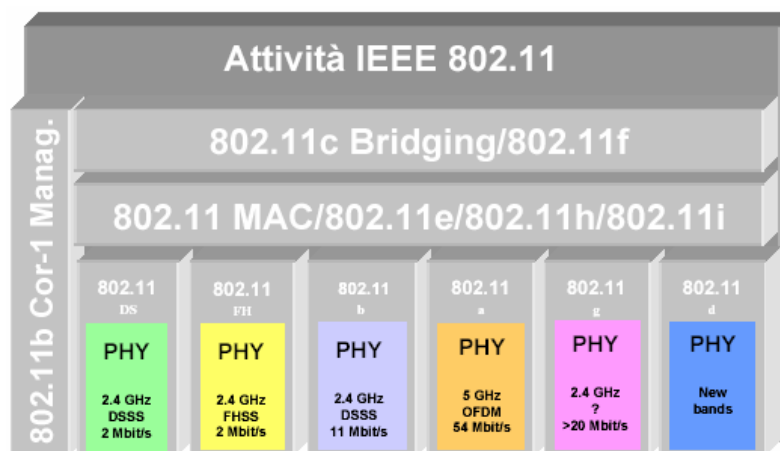 Attività IEEE 802.11
802.11b Cor-1 Manag.
802.11c Bridging/802.11f
802.11 MAC/802.11e/802.11h/802.11i
802.11
DS
PHY
2.4 GHz
DSSS
2 Mbit/s
802.11
FH
PHY
2.4 GHz
FHSS
2 Mbit/s
802.11
b
PHY
2.4 GHz
DSSS
11 Mbit/s
802.11
a
PHY
5 GHz
OFDM
54 Mbit/s
802.11
g
PHY
2.4 GHz
?
>20 Mbit/s
802.11
d
PHY
New
bands